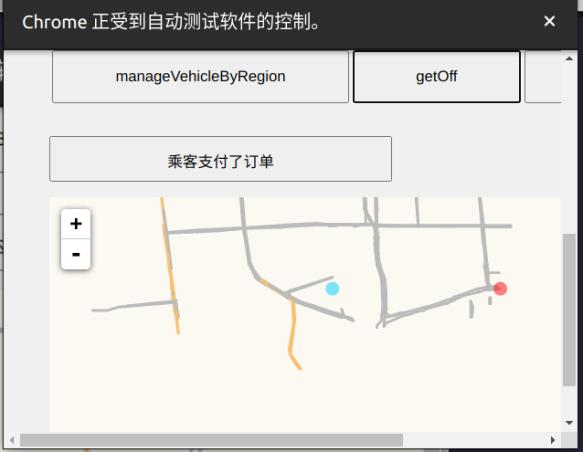 Chrome 正受到自动测试软件的控制。 ×
manageVehicleByRegion getOff
乘客支付了订单
+
-